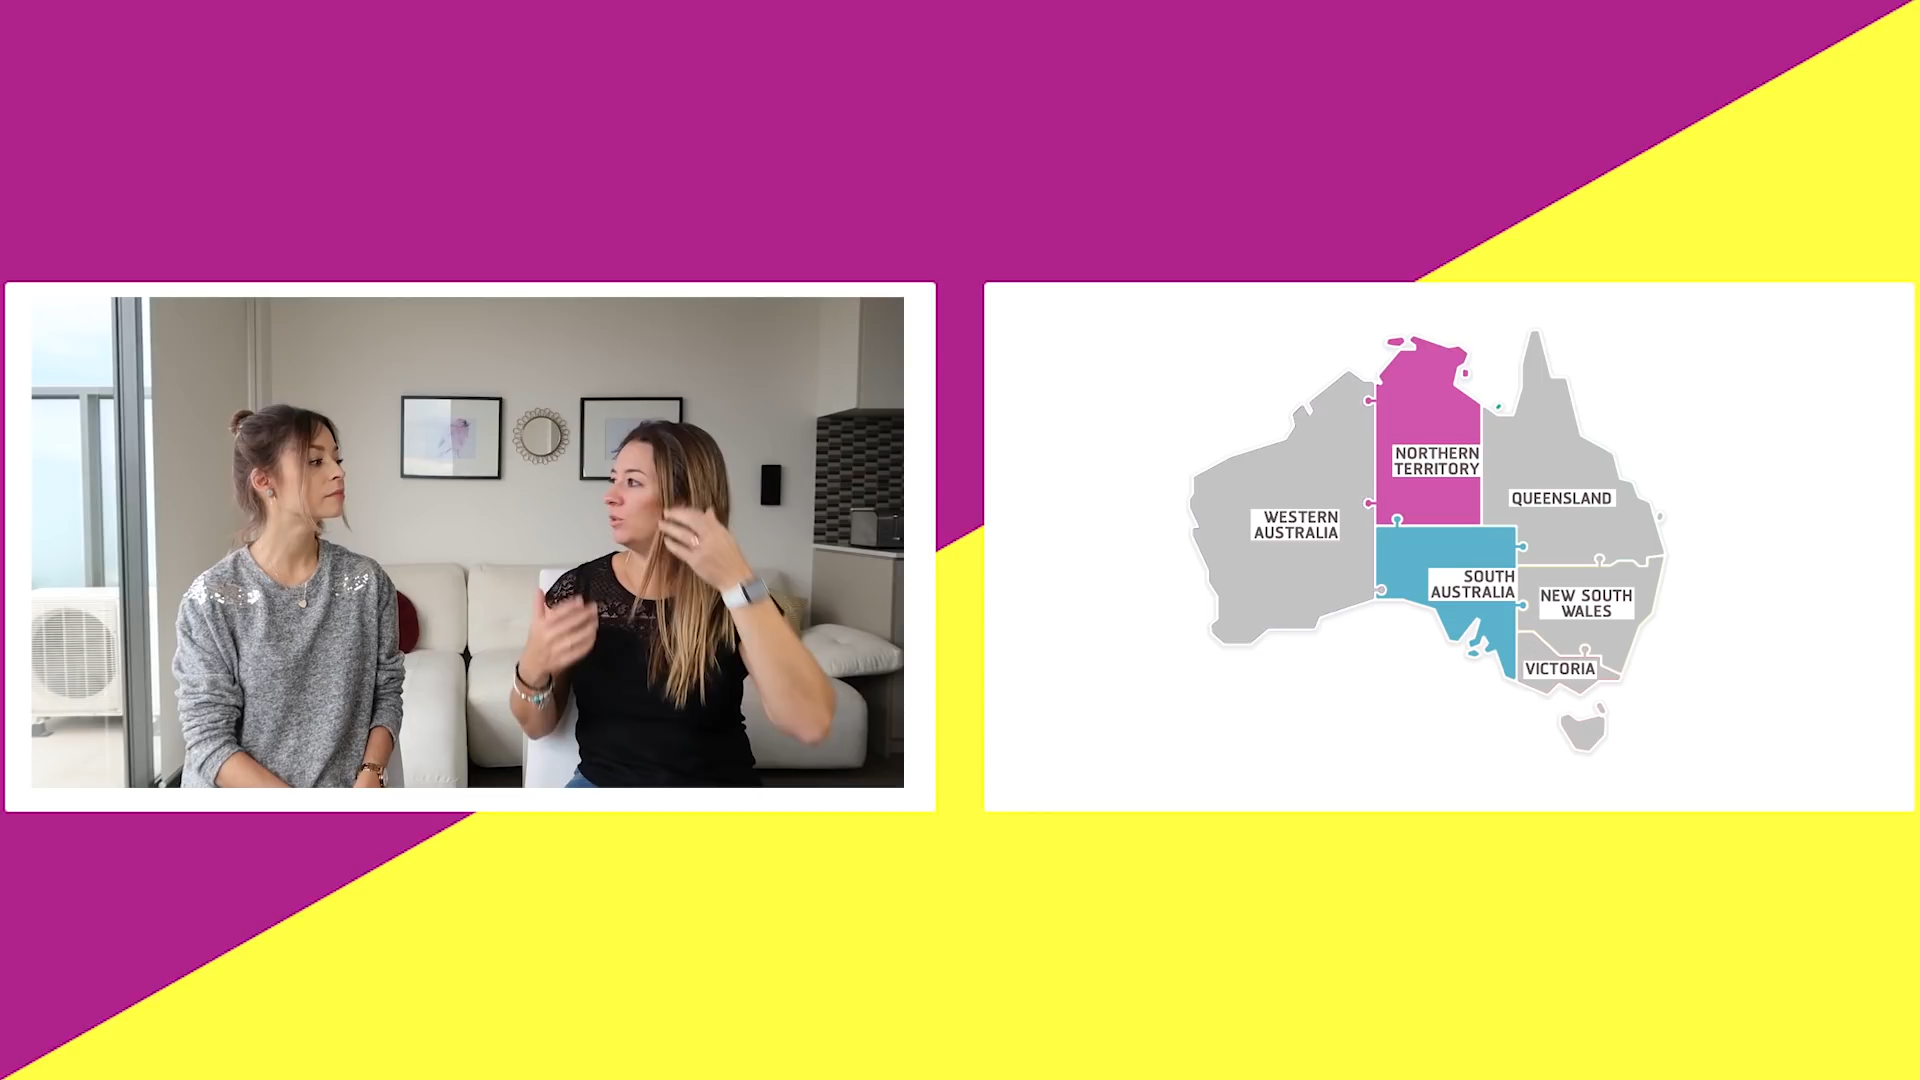 NORTHERN
TERRITORY
QUEENSLAND
WESTERN
AUSTRALIA
SOUTH
AUSTRALIA
NEW SOUTH
WALES
VICTORIA